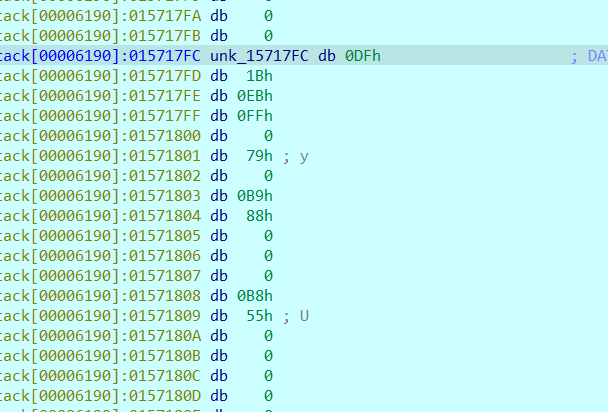 tack[00006190]:015717FA db    0
tack[00006190]:015717FB db    0
tack[00006190]:015717FC unk_15717FC db 0DFh                    ; DA
tack[00006190]:015717FD db  1Bh
tack[00006190]:015717FE db 0EBh
tack[00006190]:015717FF db 0FFh
tack[00006190]:01571800 db    0
tack[00006190]:01571801 db  79h ; y
tack[00006190]:01571802 db    0
tack[00006190]:01571803 db 0B9h
tack[00006190]:01571804 db  88h
tack[00006190]:01571805 db    0
tack[00006190]:01571806 db    0
tack[00006190]:01571807 db    0
tack[00006190]:01571808 db 0B8h
tack[00006190]:01571809 db  55h ; U
tack[00006190]:0157180A db    0
tack[00006190]:0157180B db    0
tack[00006190]:0157180C db    0
tack[00006190]:0157180D db    0